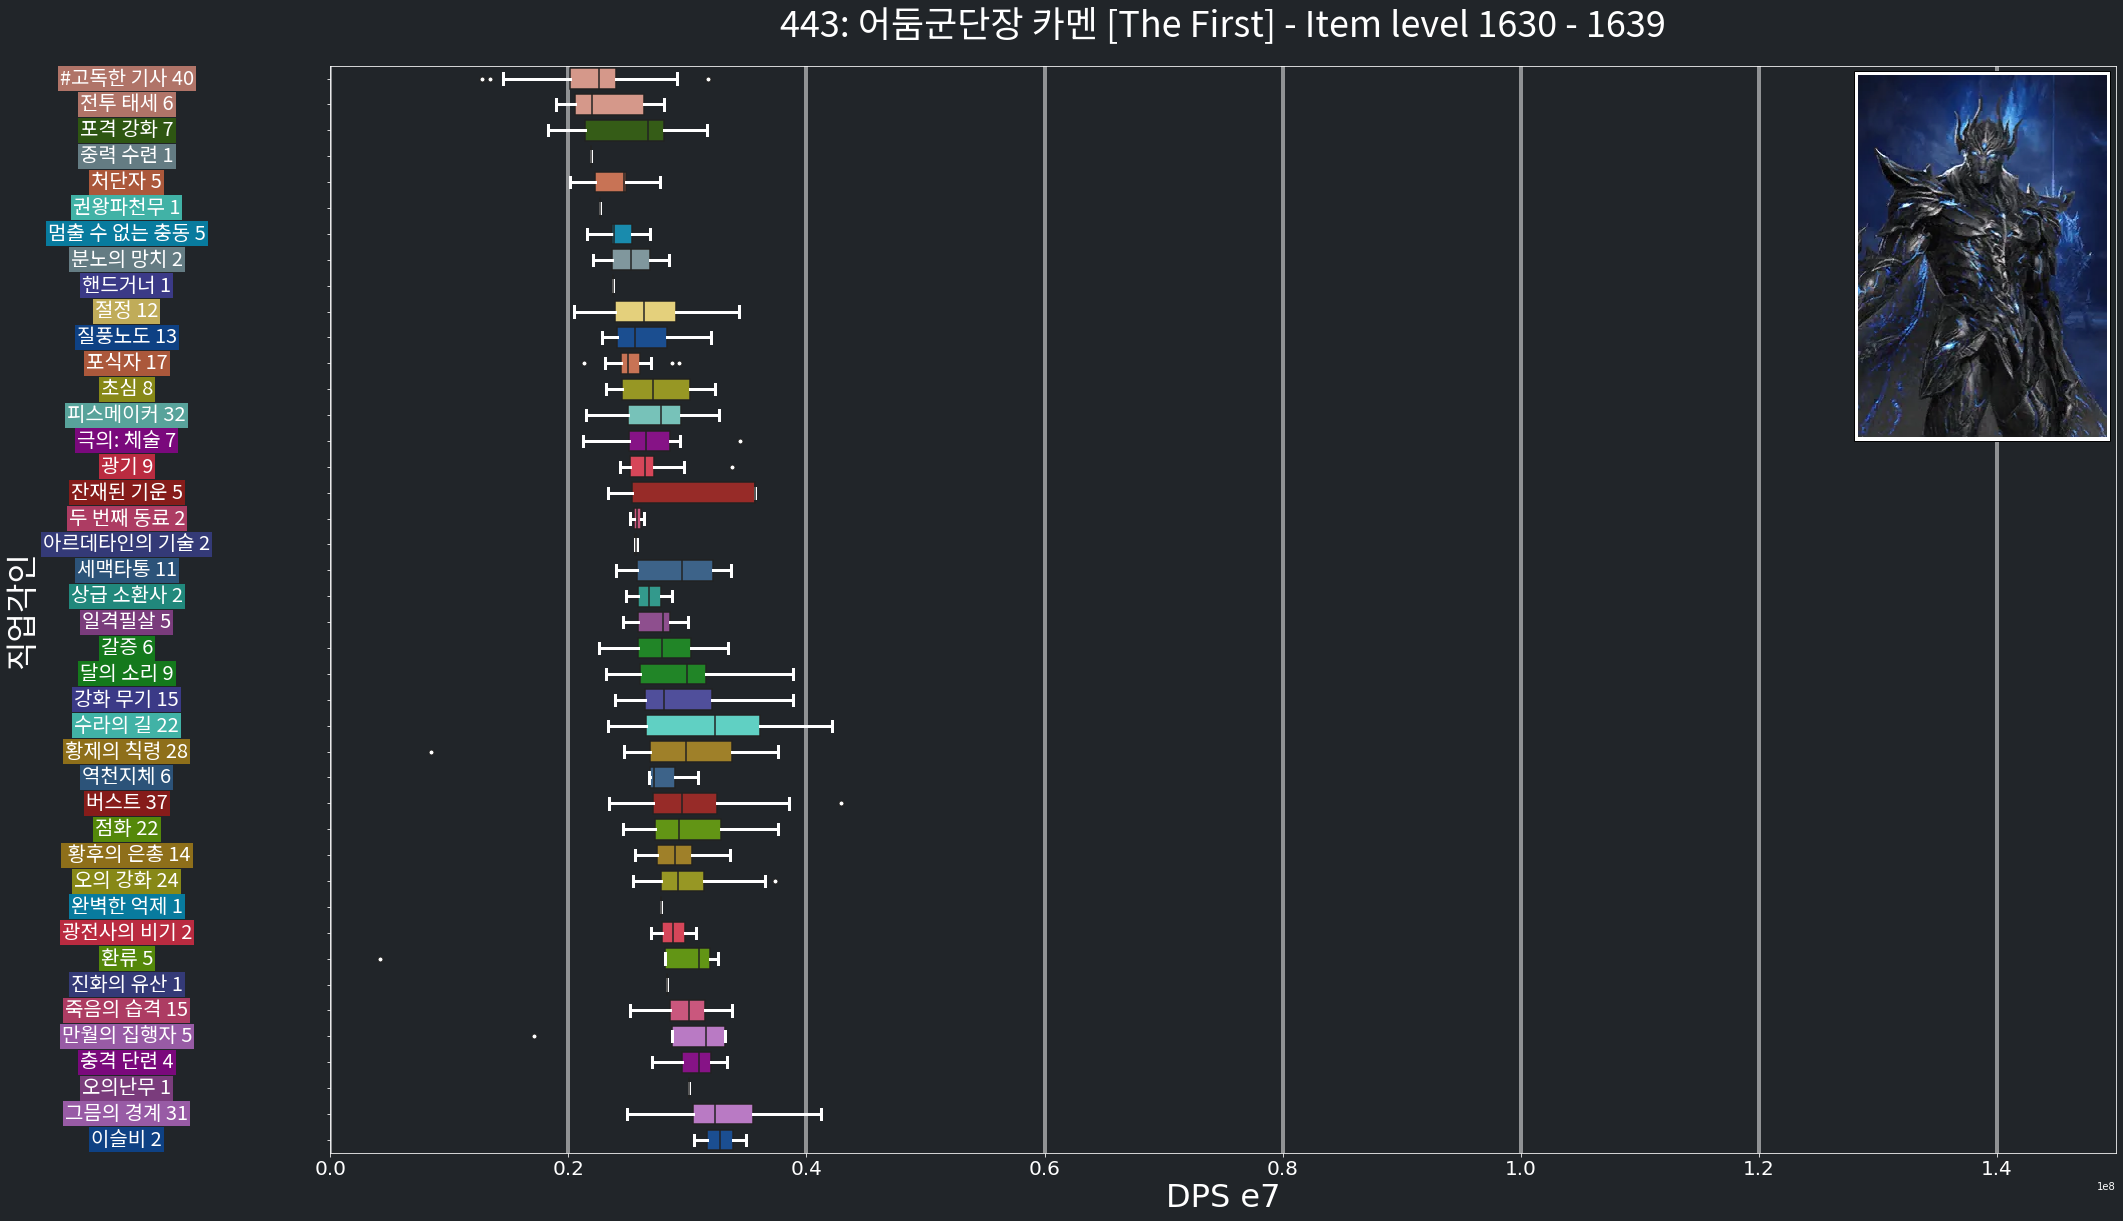 443: 어둠군단장 카멘 [The First] - Item level 1630 - 1639
#고독한 기사 40
전투 태세 6
포격 강화 7
중력 수련 1
처단자 5
권왕파천무 1
멈출 수 없는 충동 5
분노의 망치 2
핸드거너 1
절정 12
질풍노도 13
포식자 17
초심 8
피스메이커 32
극의: 체술 7
광기 9
잔재된 기운 5
두 번째 동료 2
아르데타인의 기술 2
세맥타통 11
상급 소환사 2
일격필살 5
갈증 6
달의 소리 9
강화 무기 15
수라의 길 22
황제의 칙령 28
역천지체 6
버스트 37
점화 22
황후의 은총 14
오의 강화 24
완벽한 억제 1
광전사의 비기 2
환류 5
진화의 유산 1
죽음의 습격 15
만월의 집행자 5
충격 단련 4
오의난무 1
그믐의 경계 31
이슬비 2
직업각인
0.0 0.2 0.4 0.6 0.8 1.0 1.2 1.4
1e8
DPS e7